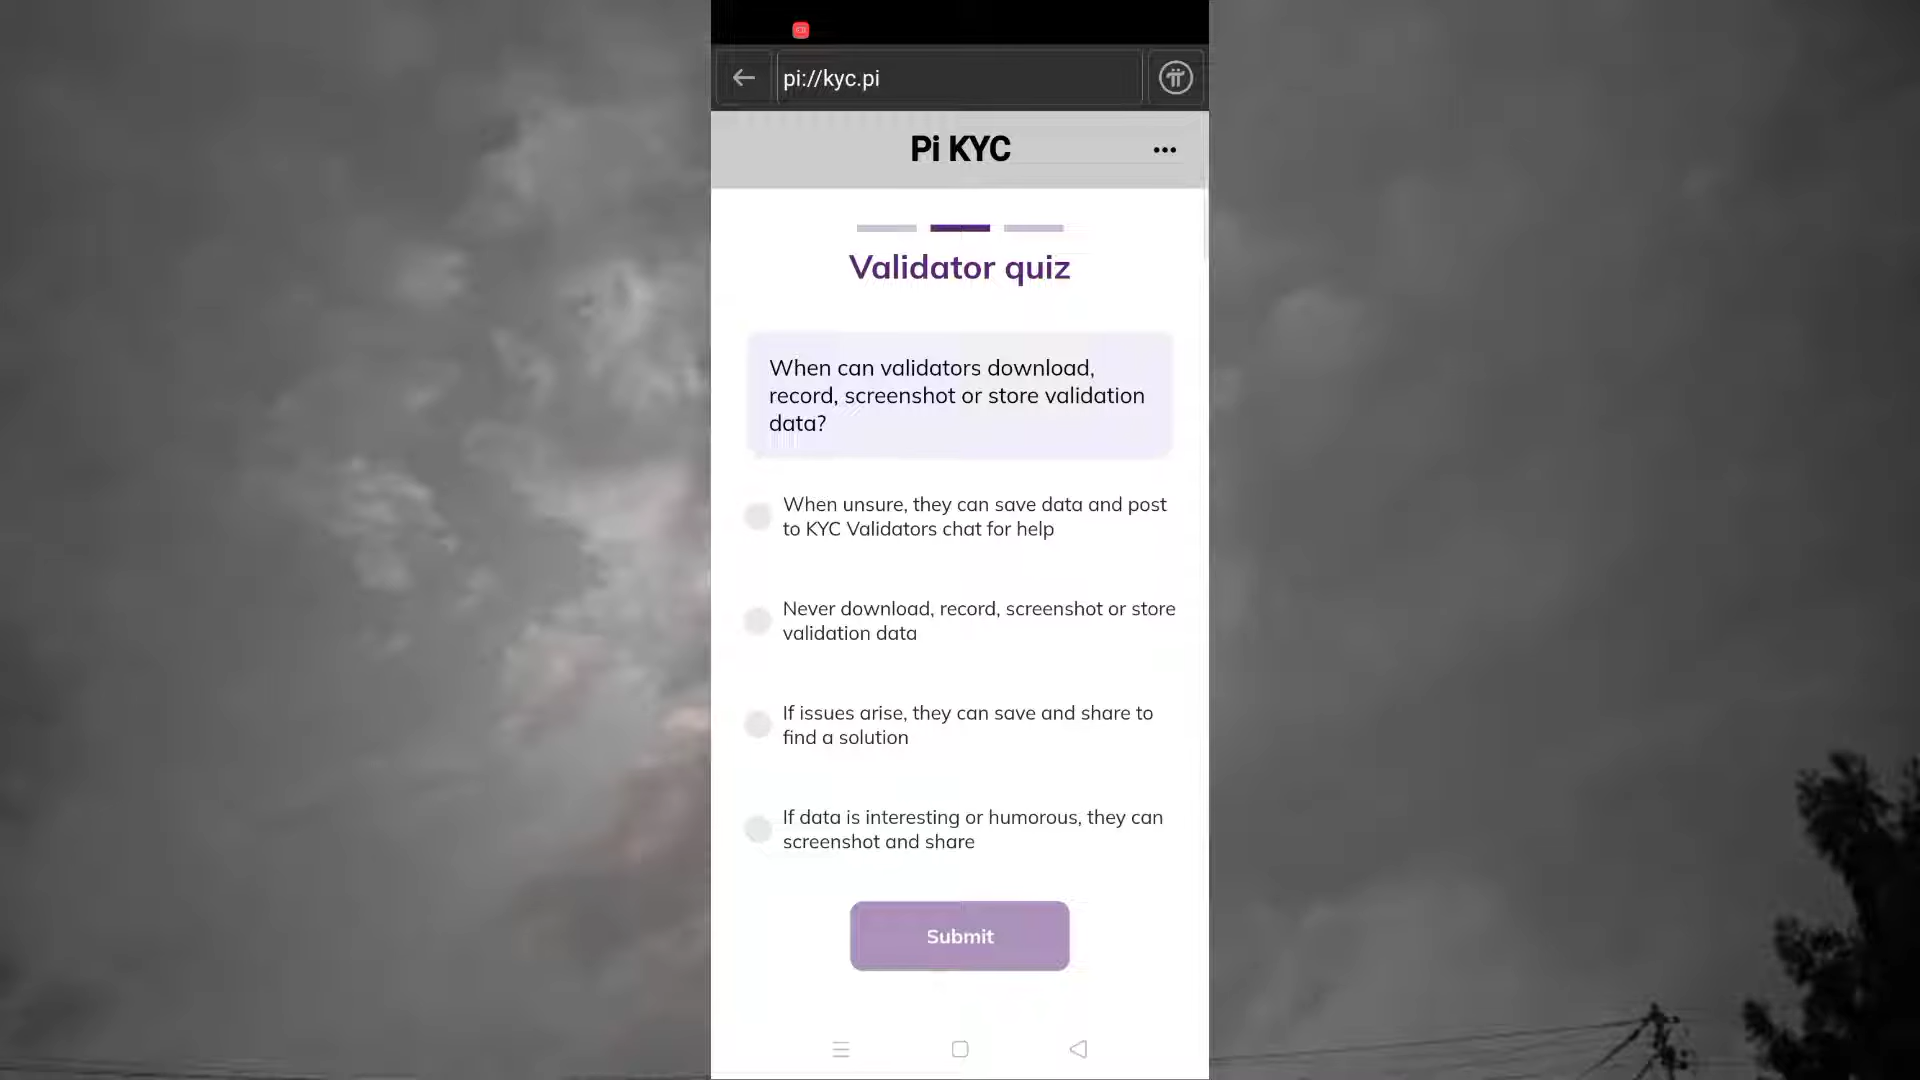 pi://kyc.pi
Pi KYC
Validator quiz
When can validators download,
record, screenshot or store validation
data?
When unsure, they can save data and post
to KYC Validators chat for help
Never download, record, screenshot or store
validation data
If issues arise, they can save and share to
find a solution
If data is interesting or humorous, they can
screenshot and share
Submit